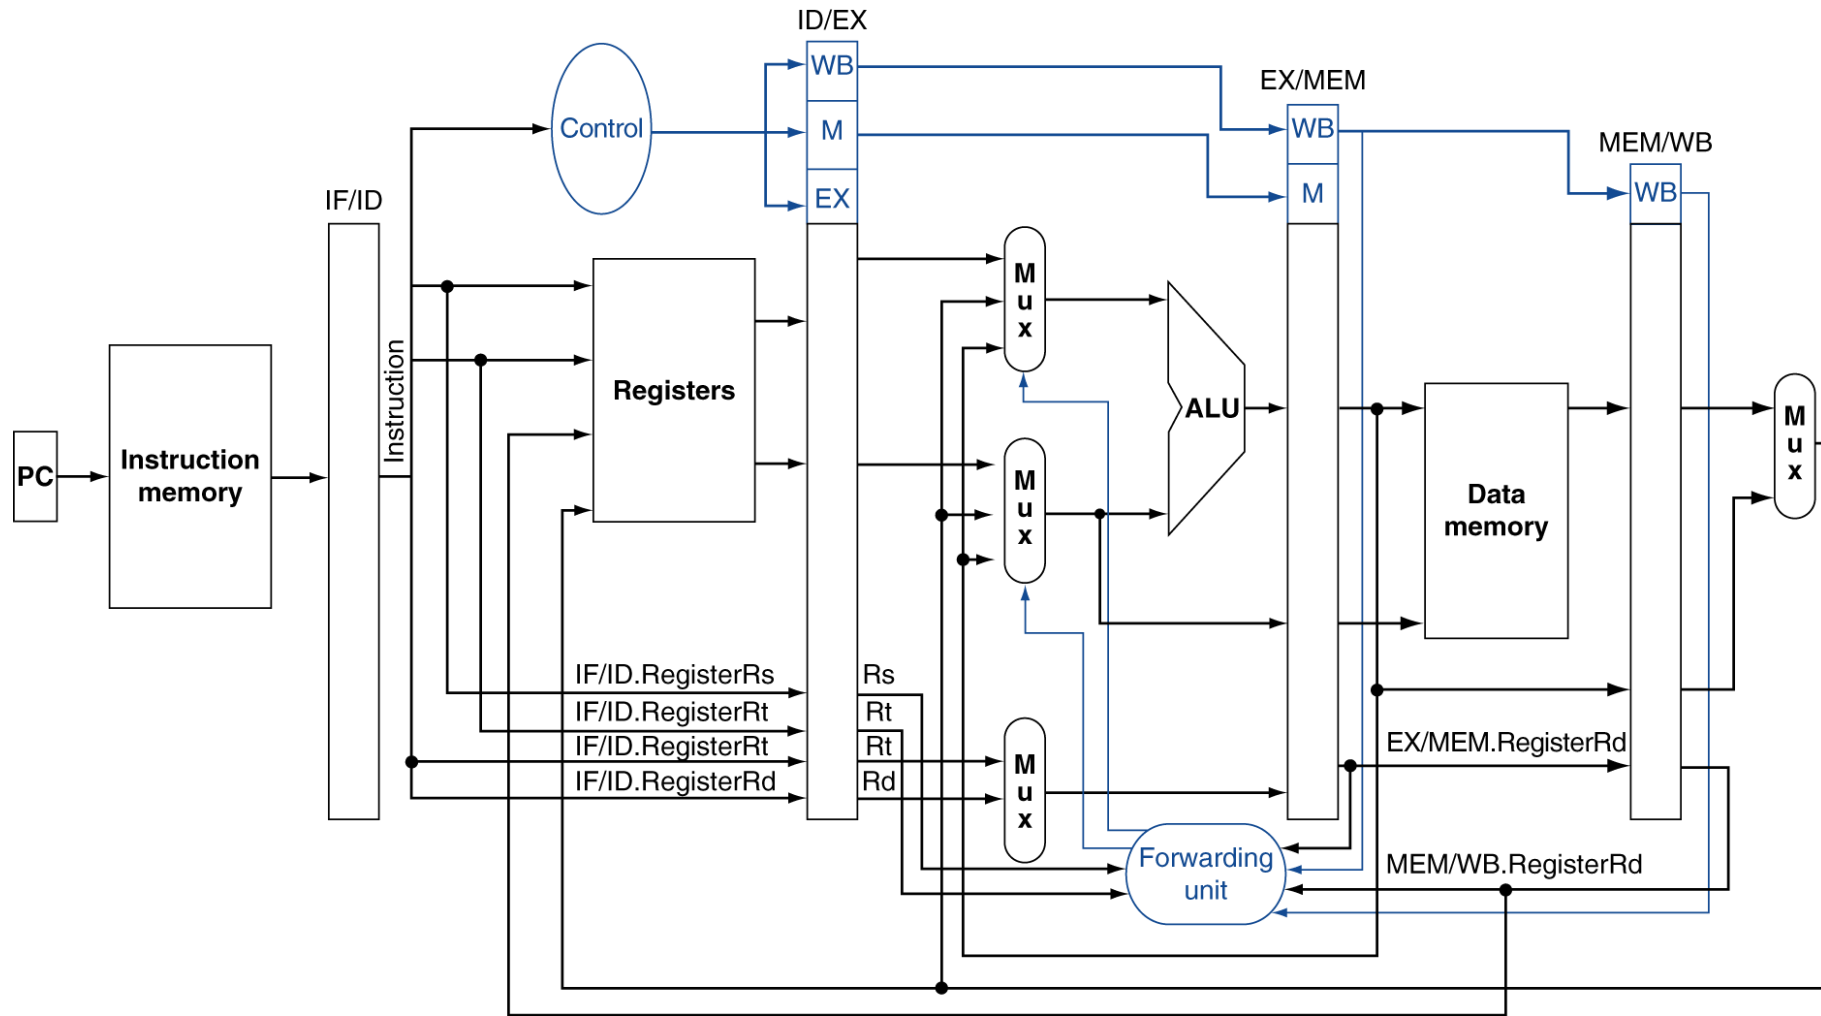 ID/EX
WB
EX/MEM
Control
M
WB
MEM/WB
IF/ID
EX
M
WB
M
u
x
Instruction
Registers
ALU
M
u
x
PC
Instruction
memory
M
u
x
Data
memory
IF/ID.RegisterRs
Rs
IF/ID.RegisterRt
Rt
IF/ID.RegisterRt
Rt
IF/ID.RegisterRd
Rd
M
u
x
EX/MEM.RegisterRd
Forwarding
unit
MEM/WB.RegisterRd